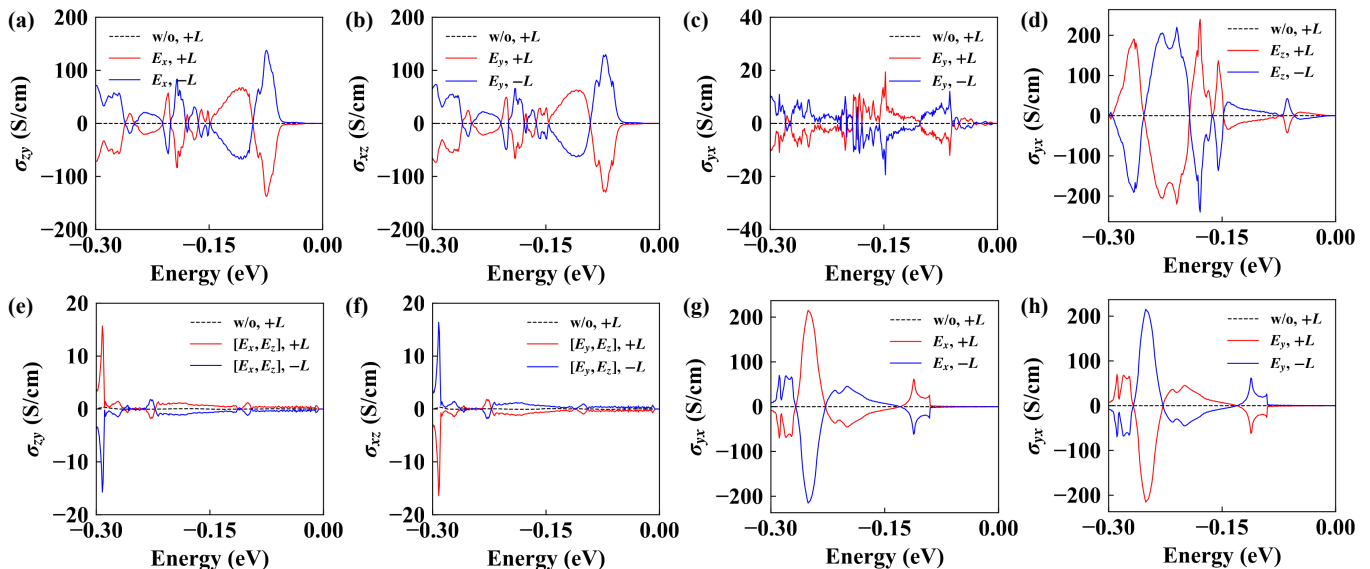 (a)
200
100
0
−100
−200
σzy (S/cm)
w/o, +L
Ex, +L
Ex, −L
−0.30
−0.15
0.00
Energy (eV)
(b)
200
100
0
−100
−200
σxz (S/cm)
w/o, +L
Ey, +L
Ey, −L
−0.30
−0.15
0.00
Energy (eV)
(c)
40
20
0
−20
−40
σyx (S/cm)
w/o, +L
Ey, +L
Ey, −L
−0.30
−0.15
0.00
Energy (eV)
(d)
200
100
0
−100
−200
σyx (S/cm)
w/o, +L
Ez, +L
Ez, −L
−0.30
−0.15
0.00
Energy (eV)
(e)
20
10
0
−10
20
σzy (S/cm)
w/o, +L
[Ex, Ez], +L
[Ex, Ez], −L
−0.30
−0.15
0.00
Energy (eV)
(f)
20
10
0
−10
20
σxz (S/cm)
w/o, +L
[Ey, Ez], +L
[Ey, Ez], −L
−0.30
−0.15
0.00
Energy (eV)
(g)
200
100
0
−100
−200
σyx (S/cm)
w/o, +L
Ex, +L
Ex, −L
−0.30
−0.15
0.00
Energy (eV)
(h)
200
100
0
−100
−200
σyx (S/cm)
w/o, +L
Ey, +L
Ey, −L
−0.30
−0.15
0.00
Energy (eV)